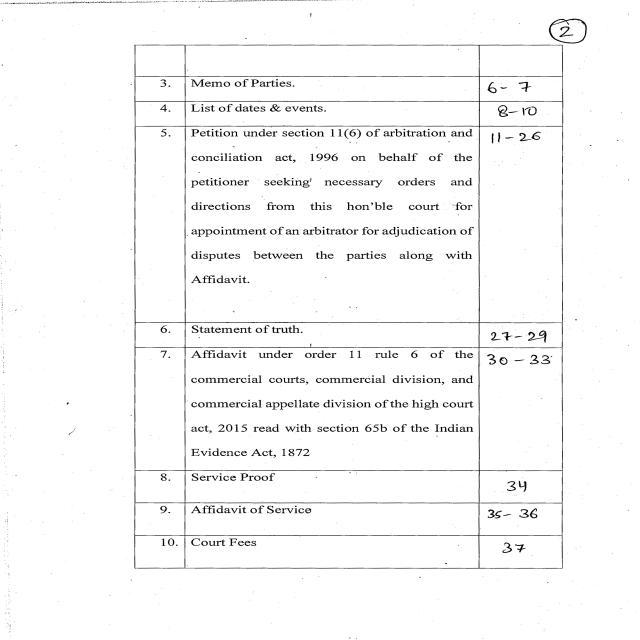 2
3. Memo of Parties. 6- 7
4. List of dates & events. 8-10
5. Petition under section 11(6) of arbitration and 11-26
conciliation act, 1996 on behalf of the
petitioner seeking necessary orders and
directions from this hon'ble court for
appointment of an arbitrator for adjudication of
disputes between the parties along with
Affidavit.
6. Statement of truth. 27-29
7. Affidavit under order 11 rule 6 of the 30-33
commercial courts, commercial division, and
commercial appellate division of the high court
act, 2015 read with section 65b of the Indian
Evidence Act, 1872
8. Service Proof 34
9. Affidavit of Service 35- 36
10. Court Fees 37